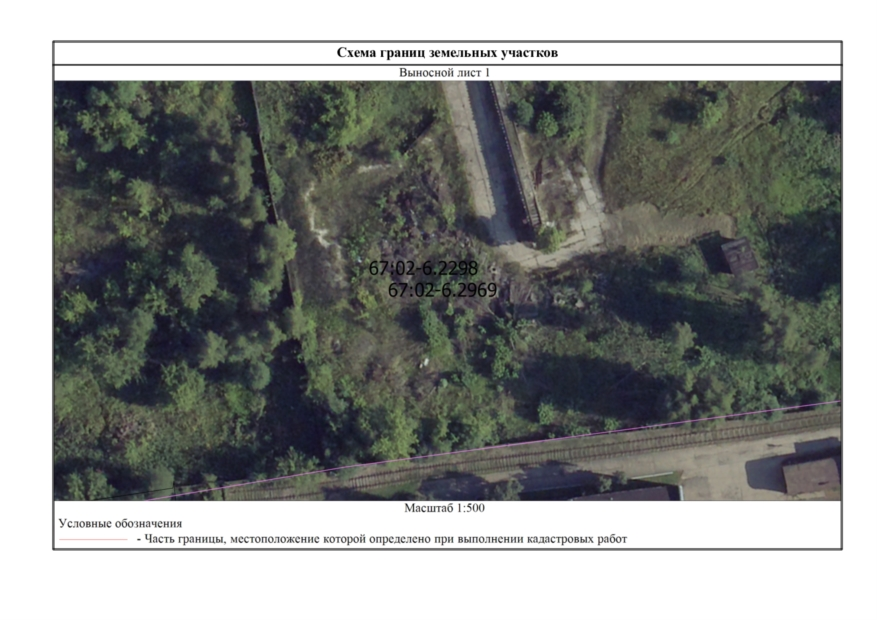 Схема границ земельных участков
Выносной лист 1
67:02-6.2298
67:02-6.2969
Масштаб 1:500
Условные обозначения
- Часть границы, местоположение которой определено при выполнении кадастровых работ